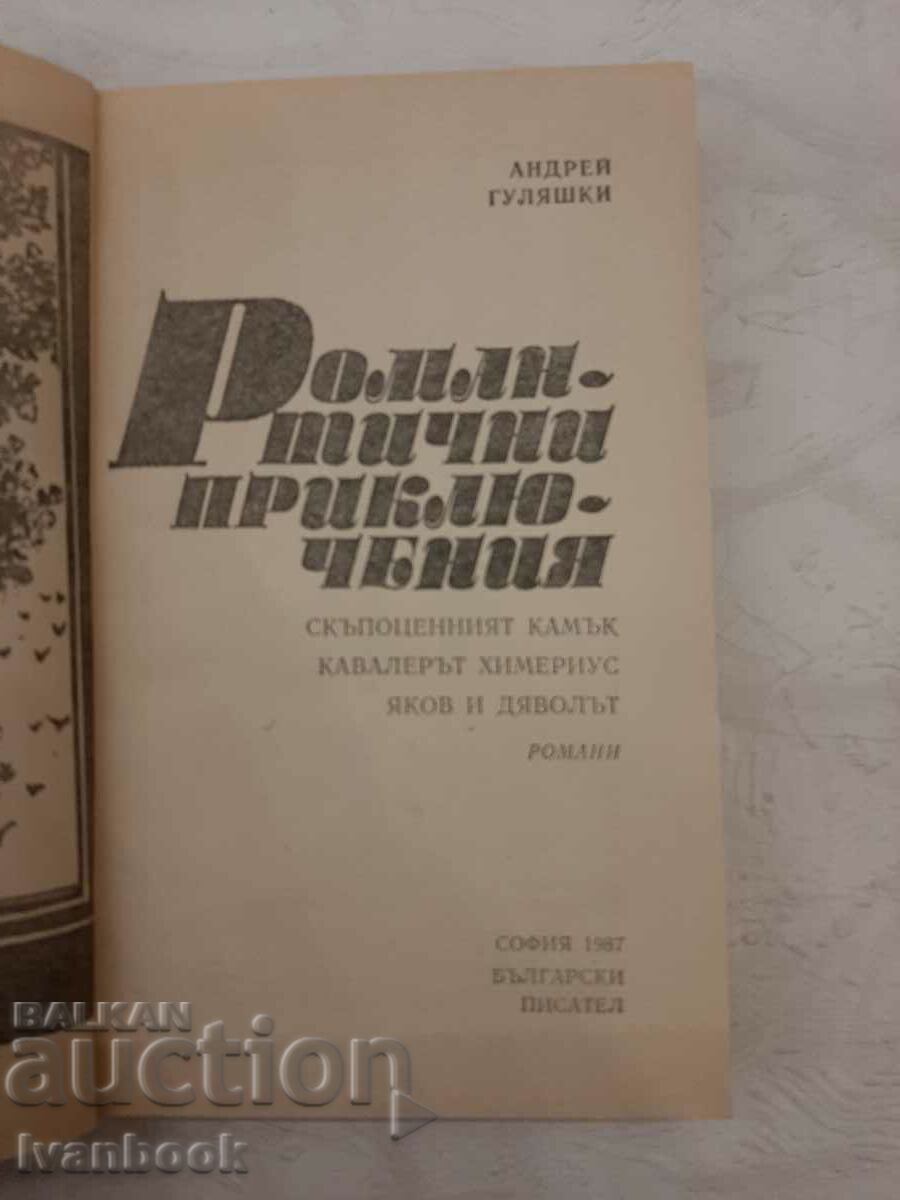 АНДРЕЙ
ГУЛЯШКИ
Роман-
тични
приклю-
чения
СКЪПОЦЕННИЯТ КАМЪК
КАВАЛЕРЪТ ХИМЕРИУС
ЯКОВ И ДЯВОЛЪТ
РОМАНИ
СОФИЯ 1987
БЪЛГАРСКИ
ПИСАТЕЛ
BALKAN
auction
Ivanbook